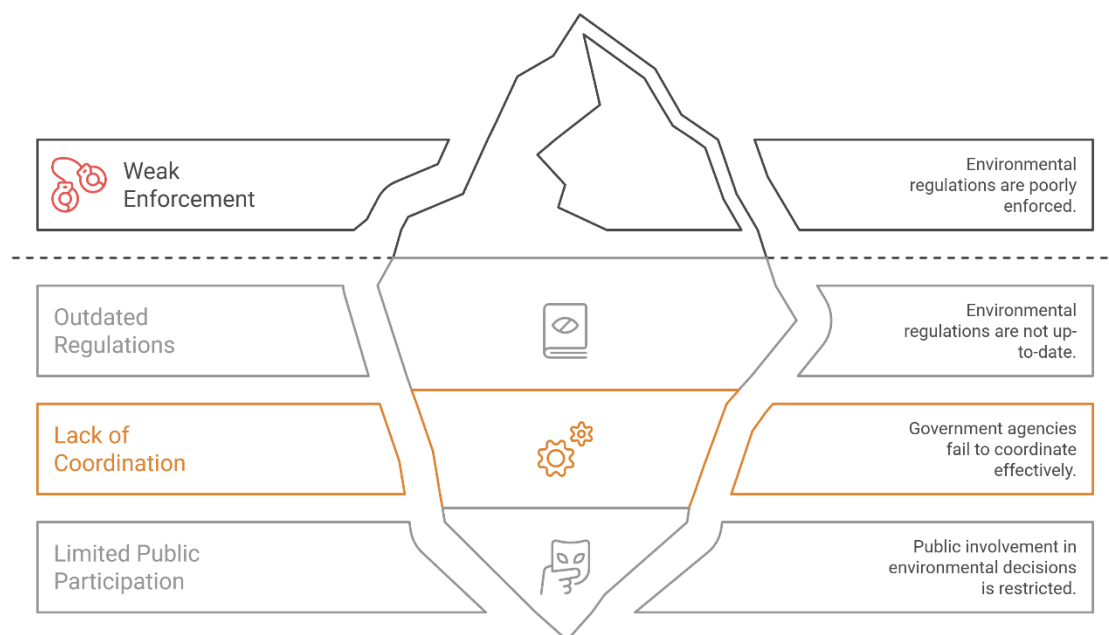 Weak
Enforcement
Environmental
regulations are poorly
enforced.
Outdated
Regulations
Environmental
regulations are not up-
to-date.
Lack of
Coordination
Government agencies
fail to coordinate
effectively.
Limited Public
Participation
Public involvement in
environmental decisions
is restricted.